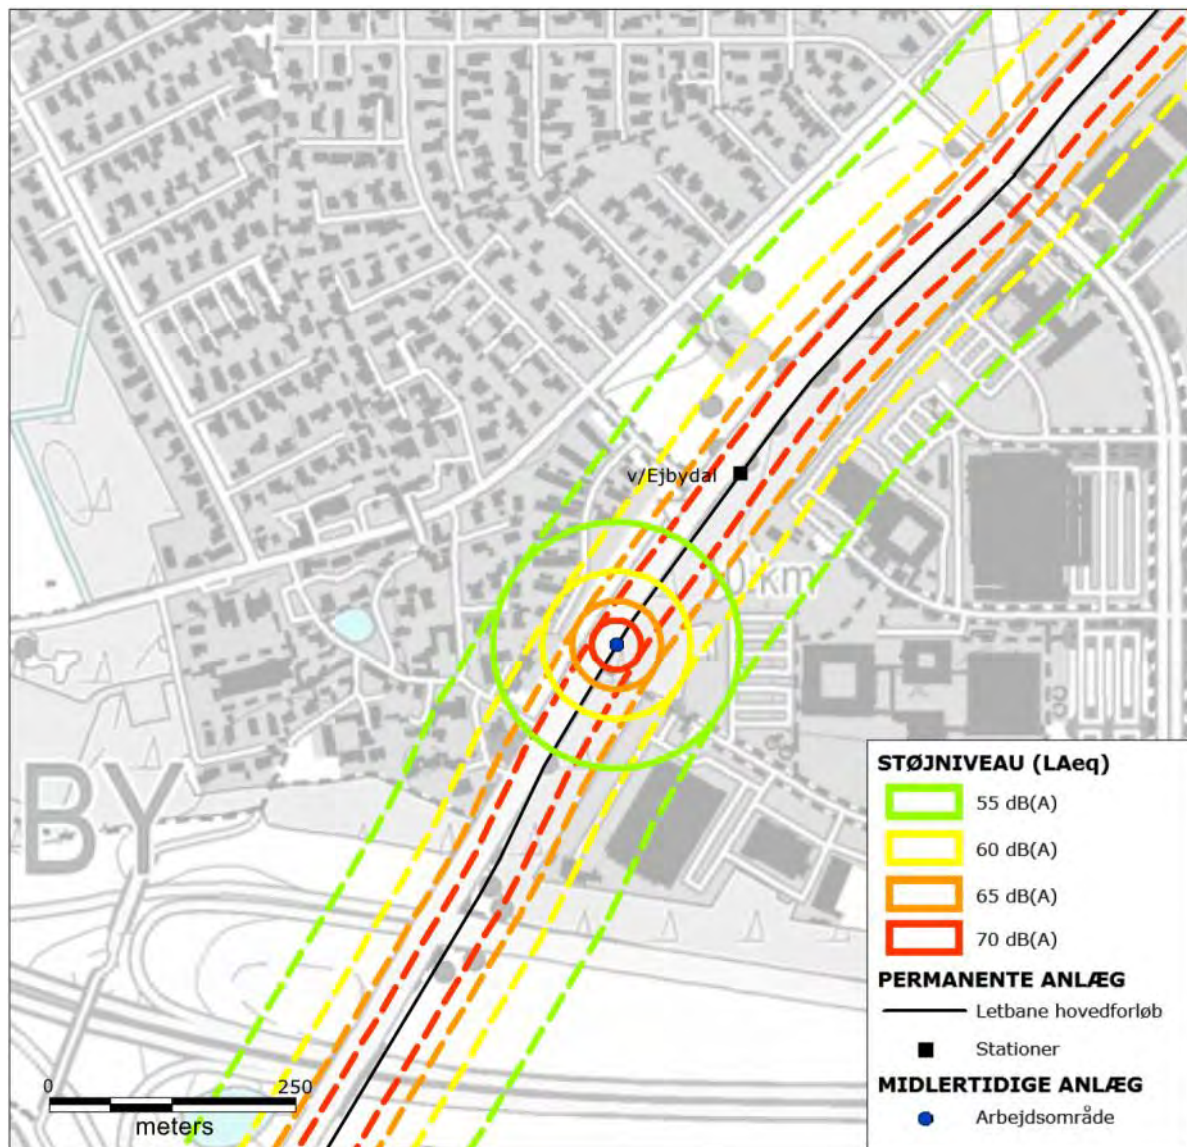 v/Ejbydal
BY
STØJNIVEAU (LAeq)
55 dB(A)
60 dB(A)
65 dB(A)
70 dB(A)
PERMANENTE ANLÆG
Letbane hovedforløb
Stationer
MIDLERTIDIGE ANLÆG
Arbejdsområde
0 250
meters